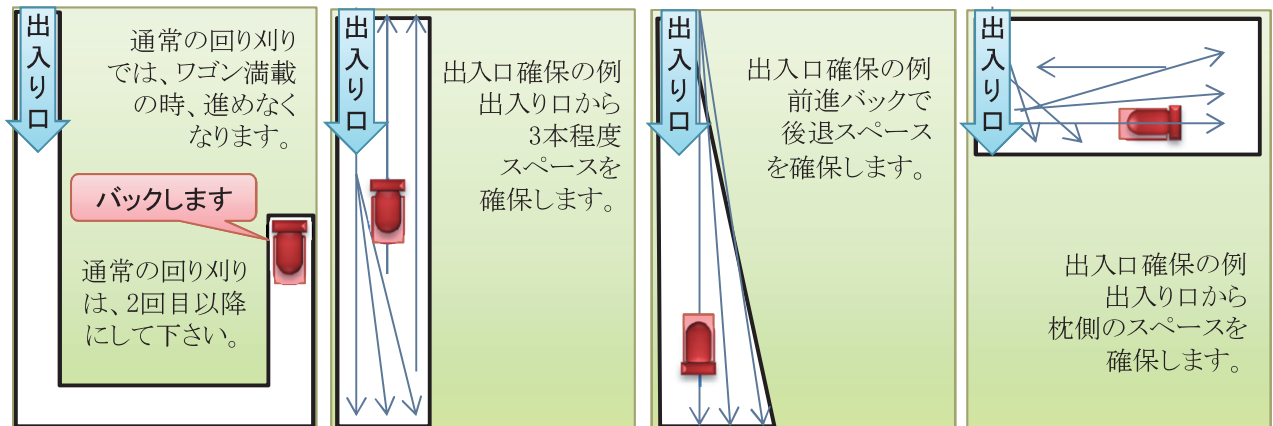 出入り口
通常の回り刈り
では、ワゴン満載
の時、進めなく
なります。
バックします
通常の回り刈り
は、2回目以降
にして下さい。
出入り口
出入口確保の例
出入り口から
3本程度
スペースを
確保します。
出入り口
出入口確保の例
前進バックで
後退スペース
を確保します。
出入り口
出入口確保の例
出入り口から
枕側のスペースを
確保します。